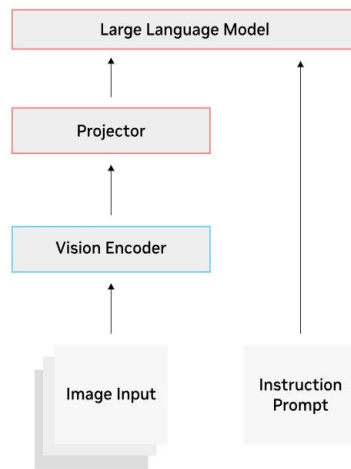 Large Language Model
Projector
Vision Encoder
Image Input
Instruction
Prompt